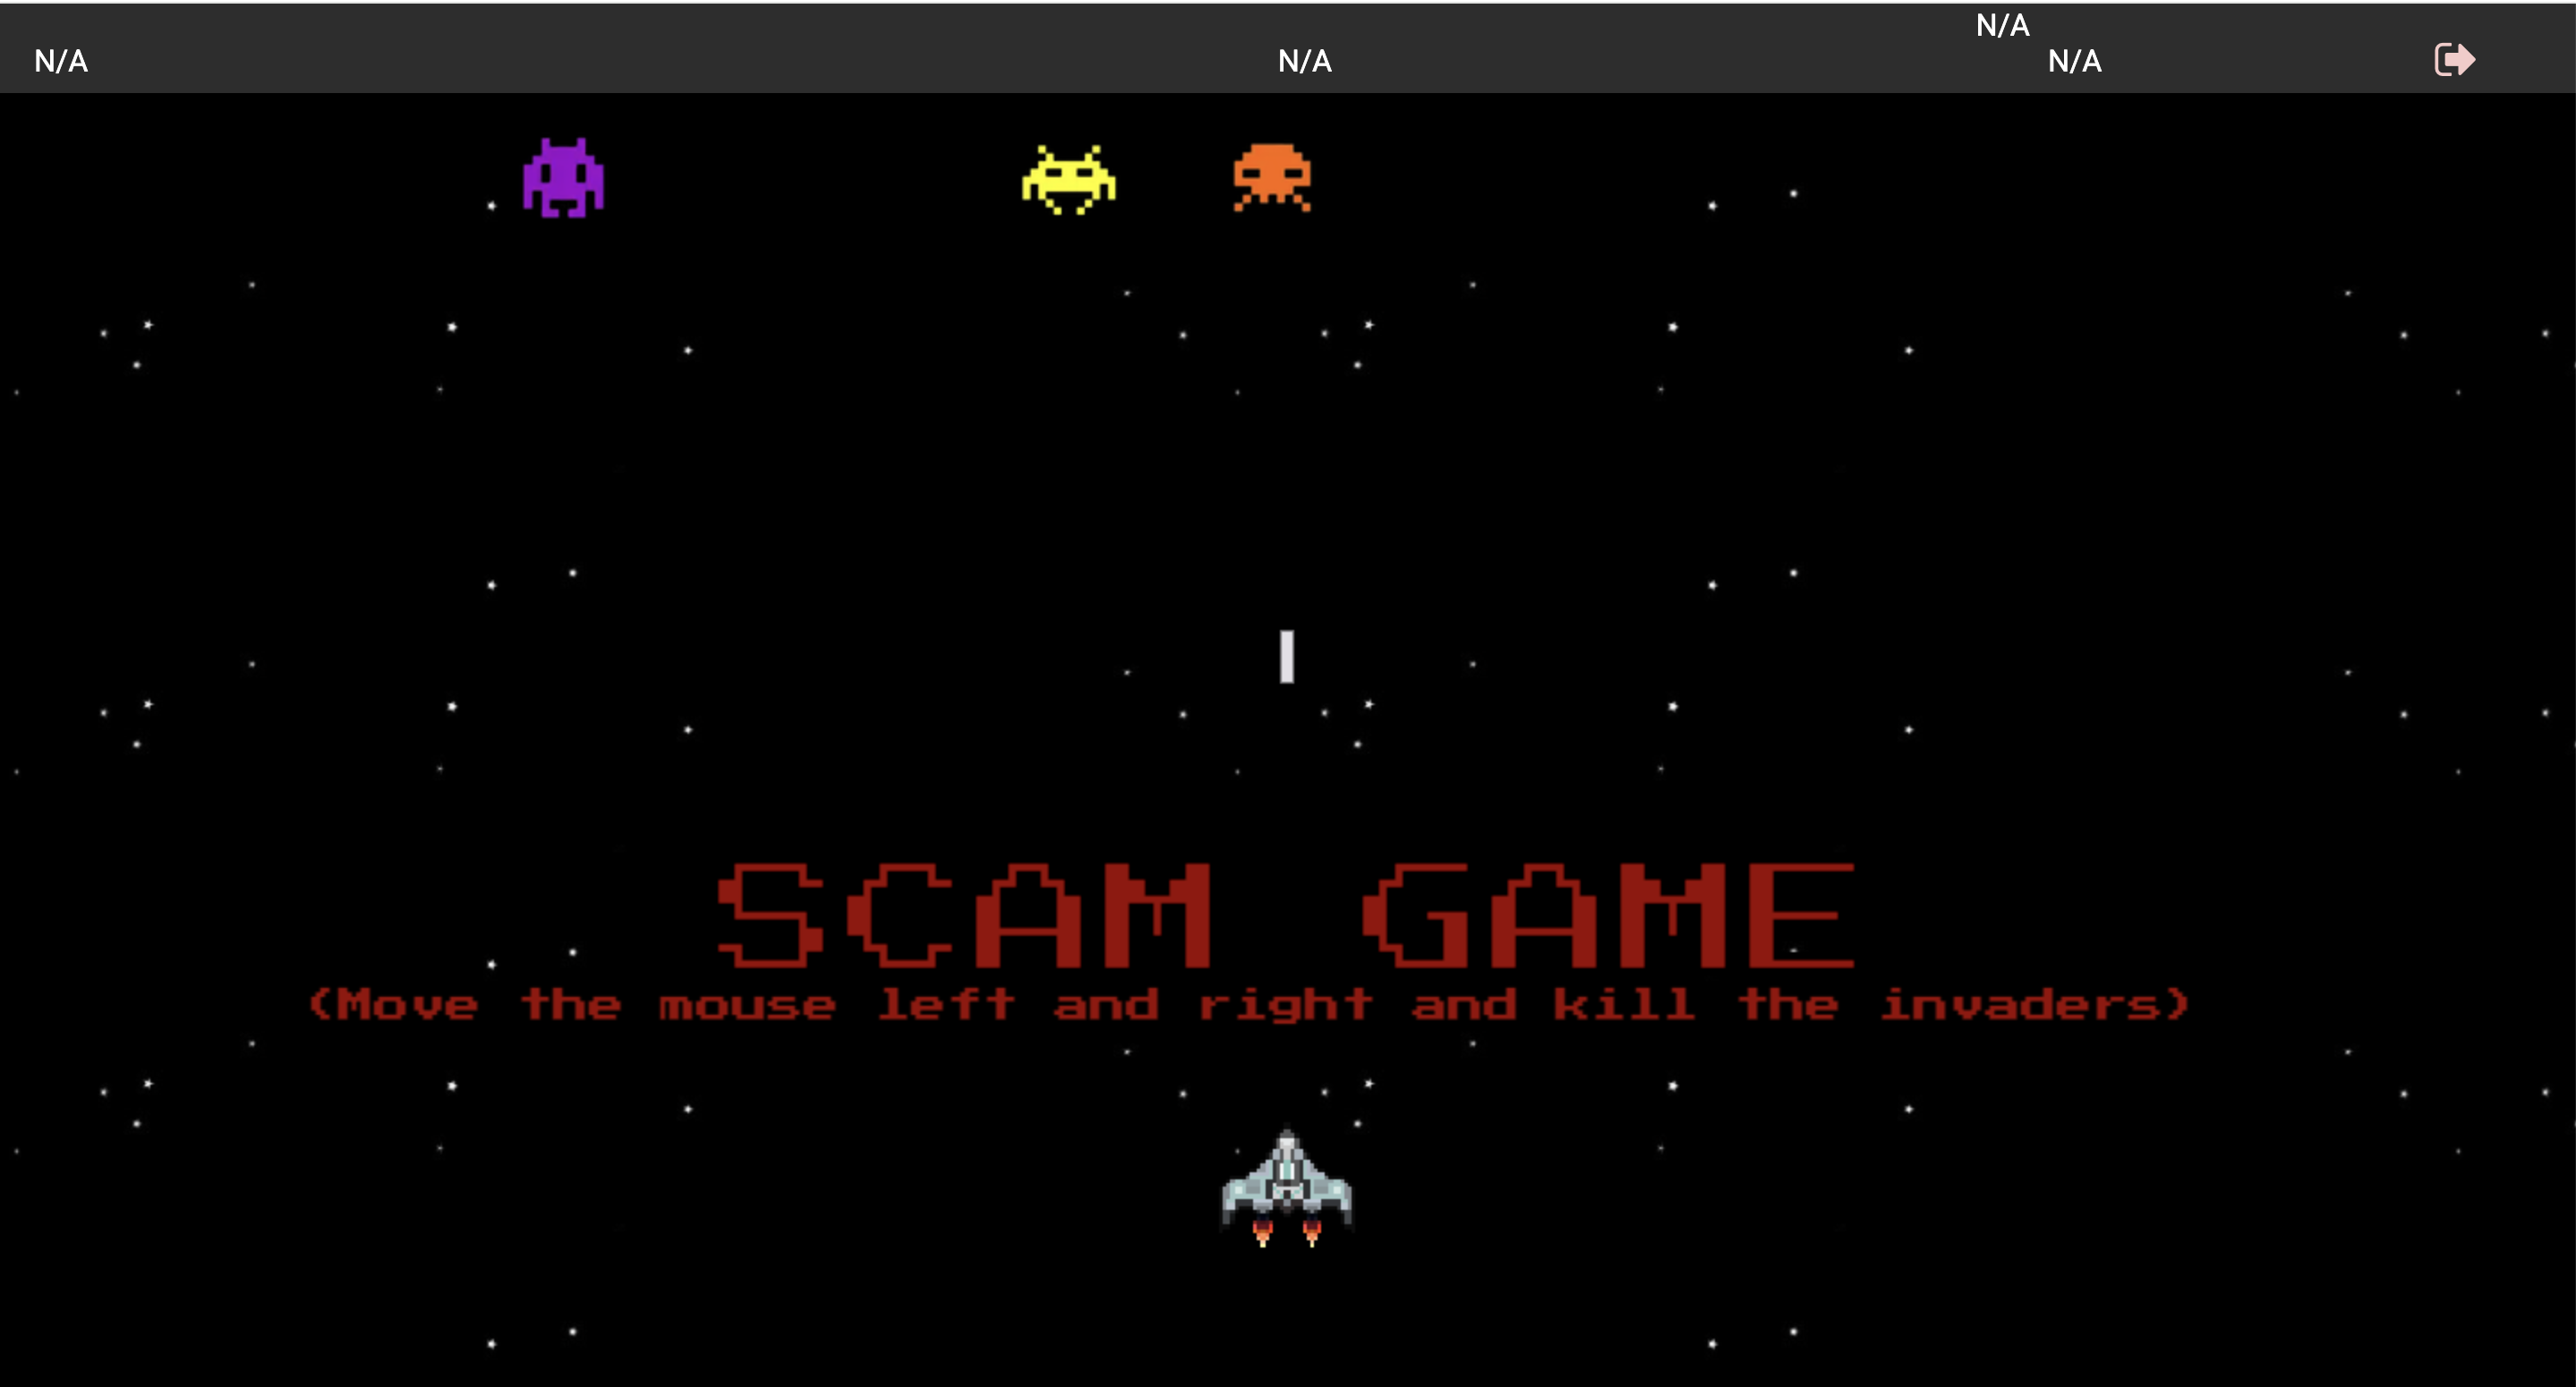 N/A
N/A N/A N/A
SCAM GAME
(Move the mouse left and right and kill the invaders)